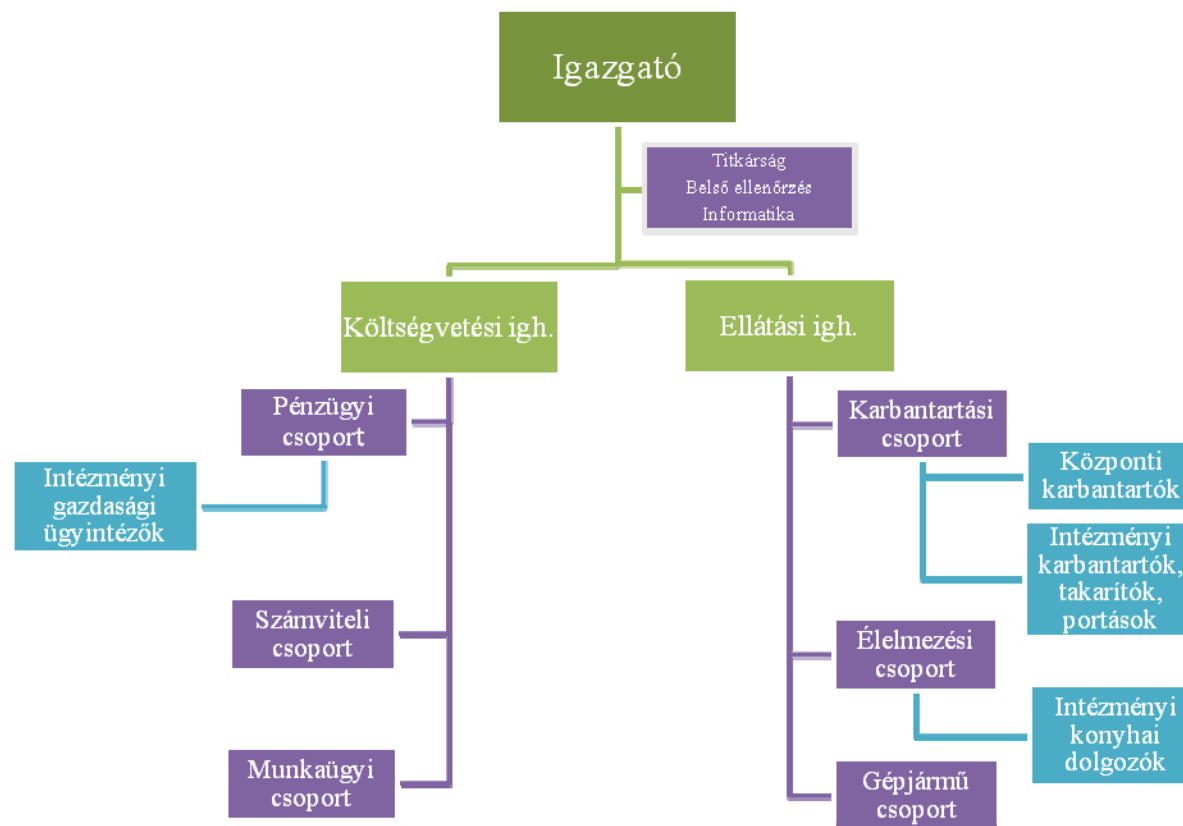 Igazgató
Titkárság
Belső ellenőrzés
Informatika
Költségvetési igh.
Ellátási igh.
Pénzügyi
csoport
Intézményi
gazdasági
ügyintézők
Számviteli
csoport
Munkaügyi
csoport
Karbantartási
csoport
Központi
karbantartók
Intézményi
karbantartók,
takarítók,
portások
Élelmezési
csoport
Intézményi
konyhai
dolgozók
Gépjármű
csoport